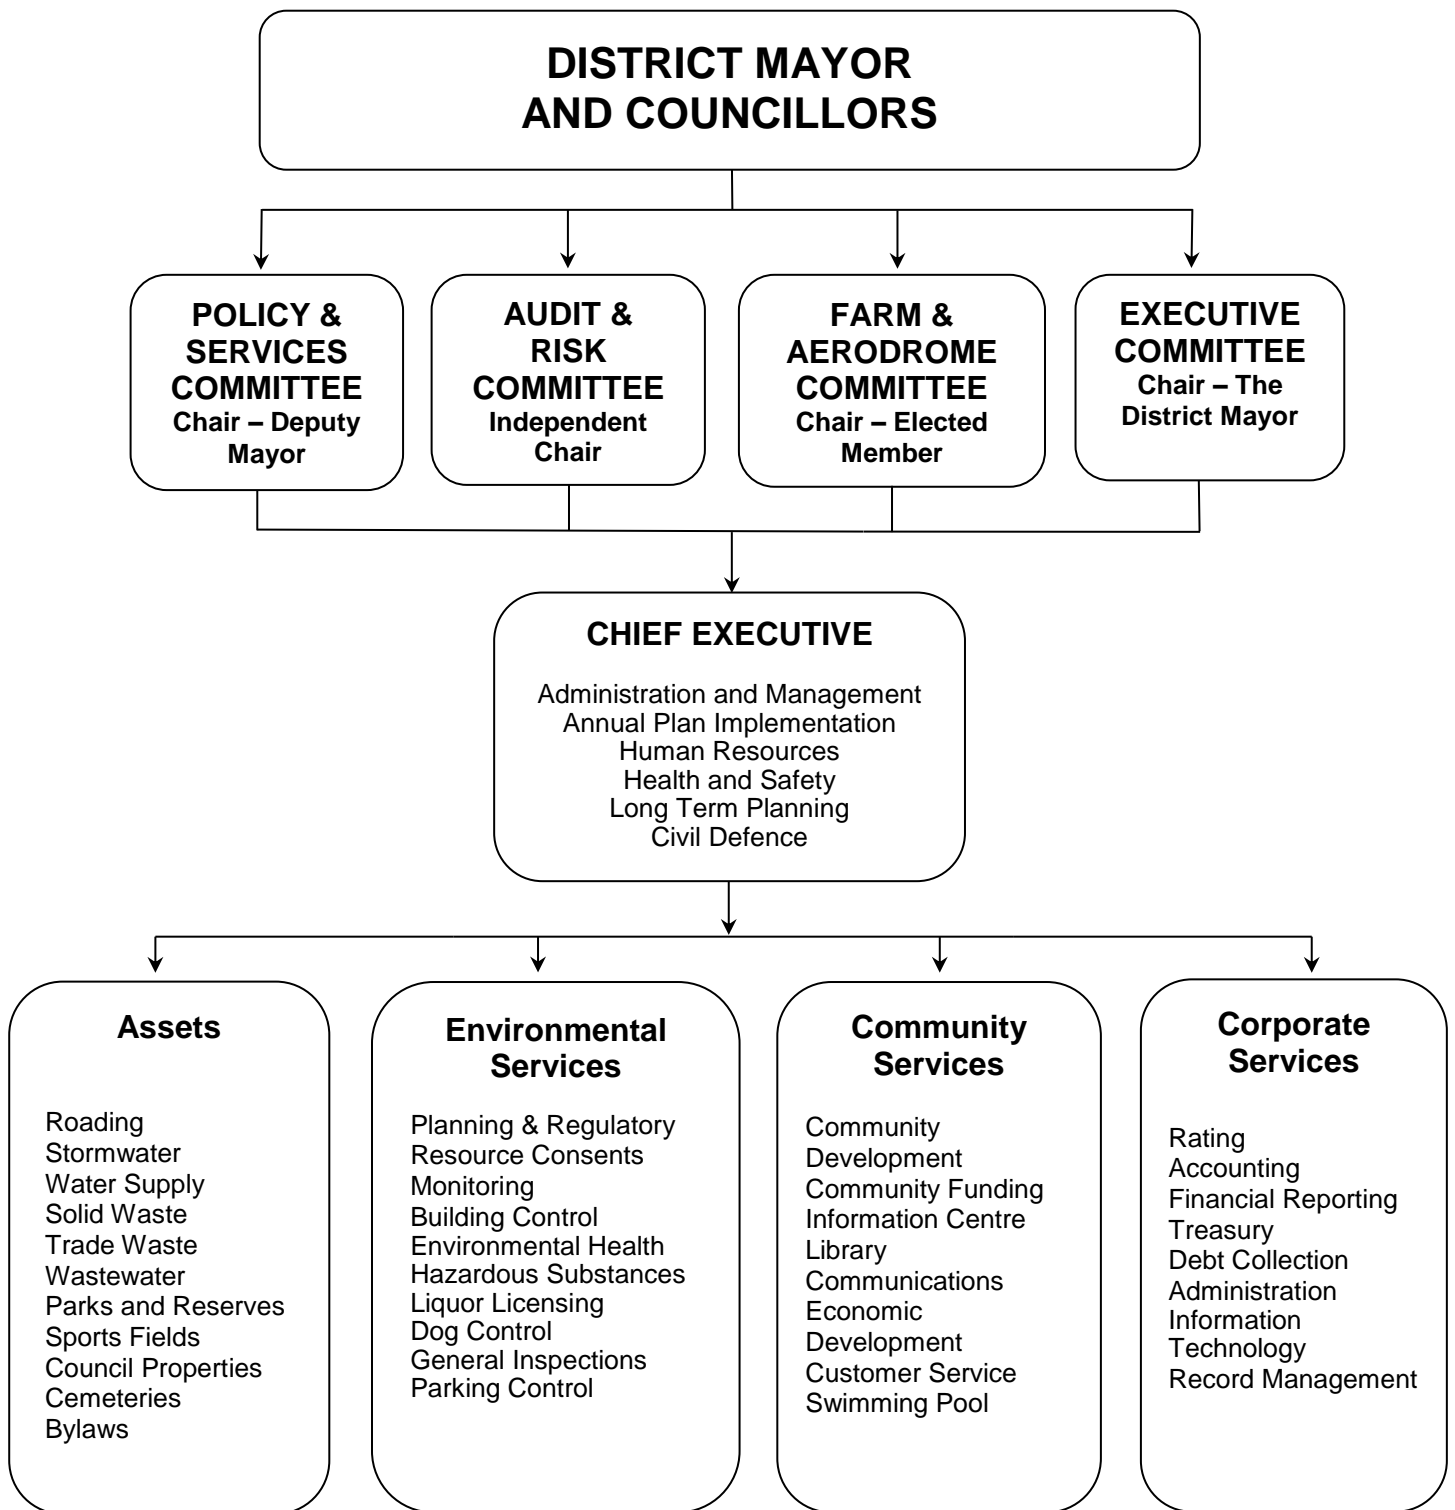 DISTRICT MAYOR
AND COUNCILLORS
POLICY &
SERVICES
COMMITTEE
Chair – Deputy
Mayor
AUDIT &
RISK
COMMITTEE
Independent
Chair
FARM &
AERODROME
COMMITTEE
Chair – Elected
Member
EXECUTIVE
COMMITTEE
Chair – The
District Mayor
CHIEF EXECUTIVE
Administration and Management
Annual Plan Implementation
Human Resources
Health and Safety
Long Term Planning
Civil Defence
Assets
Roading
Stormwater
Water Supply
Solid Waste
Trade Waste
Wastewater
Parks and Reserves
Sports Fields
Council Properties
Cemeteries
Bylaws
Environmental
Services
Planning & Regulatory
Resource Consents
Monitoring
Building Control
Environmental Health
Hazardous Substances
Liquor Licensing
Dog Control
General Inspections
Parking Control
Community
Services
Community
Development
Community Funding
Information Centre
Library
Communications
Economic
Development
Customer Service
Swimming Pool
Corporate
Services
Rating
Accounting
Financial Reporting
Treasury
Debt Collection
Administration
Information
Technology
Record Management